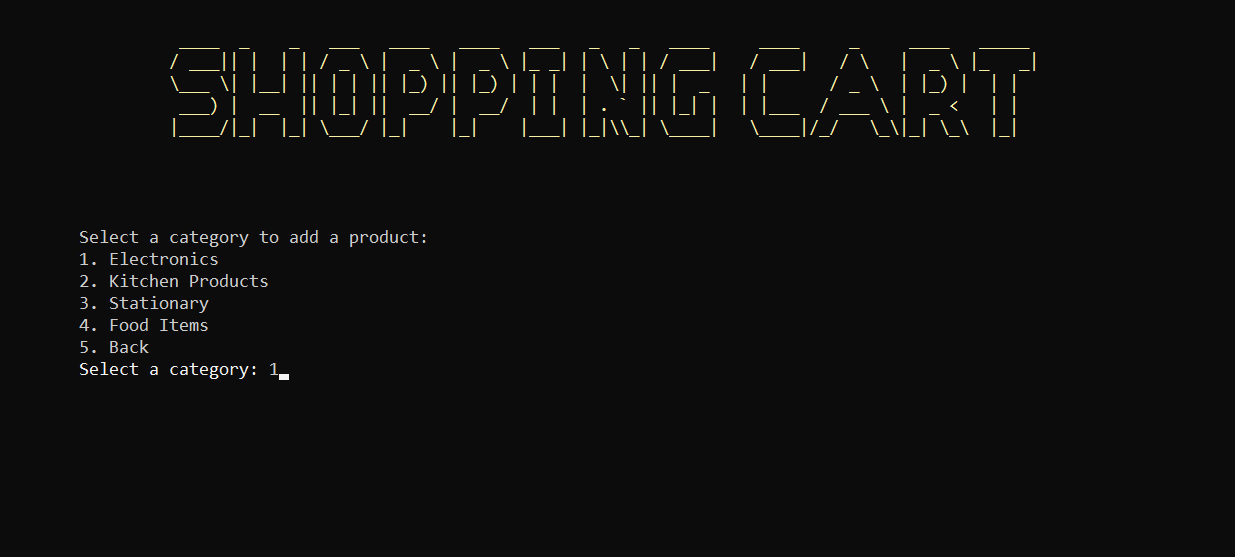 SHOPPING CART
Select a category to add a product:
1. Electronics
2. Kitchen Products
3. Stationary
4. Food Items
5. Back
Select a category: 1